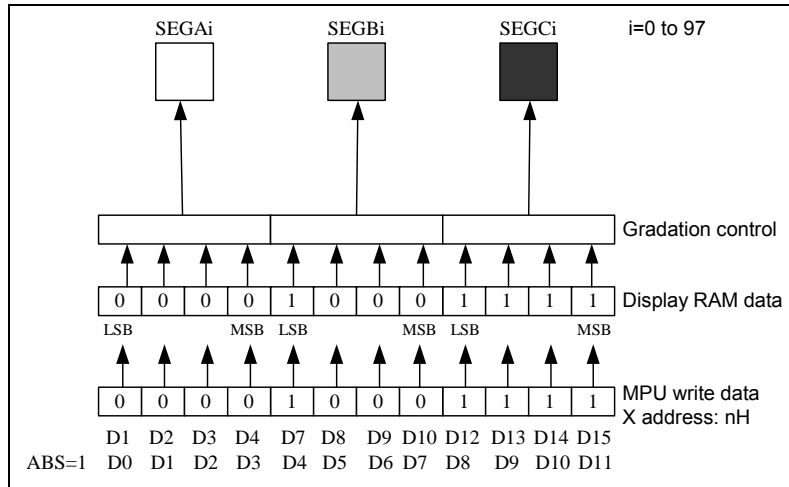 SEGAi SEGBi SEGCi i=0 to 97
Gradation control
0 0 0 0 1 0 0 0 1 1 1 1 Display RAM data
LSB MSB LSB MSB LSB MSB
0 0 0 0 1 0 0 0 1 1 1 1 MPU write data
X address: nH
D1 D2 D3 D4 D7 D8 D9 D10 D12 D13 D14 D15
ABS=1 D0 D1 D2 D3 D4 D5 D6 D7 D8 D9 D10 D11